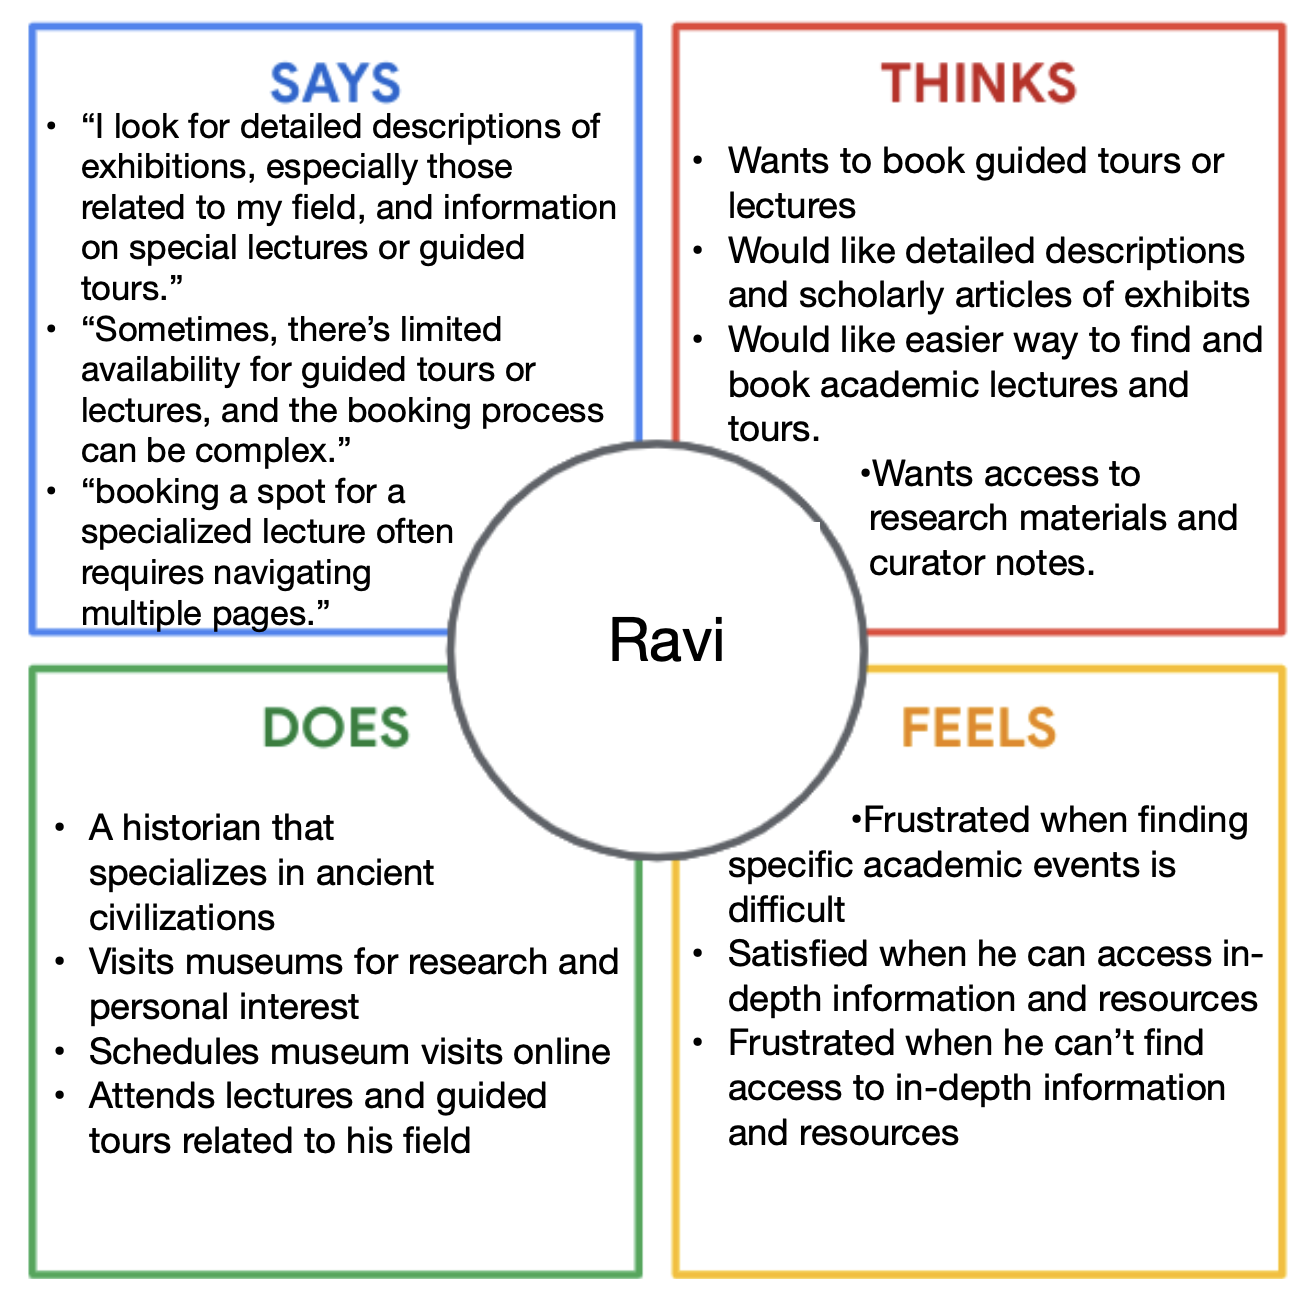 SAYS
• “I look for detailed descriptions of
exhibitions, especially those
related to my field, and information
on special lectures or guided
tours.”
• “Sometimes, there’s limited
availability for guided tours or
lectures, and the booking process
can be complex.”
• “booking a spot for a
specialized lecture often
requires navigating
multiple pages.”
THINKS
• Wants to book guided tours or
lectures
• Would like detailed descriptions
and scholarly articles of exhibits
• Would like easier way to find and
book academic lectures and
tours.
•Wants access to
research materials and
curator notes.
Ravi
DOES
• A historian that
specializes in ancient
civilizations
• Visits museums for research and
personal interest
• Schedules museum visits online
• Attends lectures and guided
tours related to his field
FEELS
•Frustrated when finding
specific academic events is
difficult
• Satisfied when he can access in-
depth information and resources
• Frustrated when he can’t find
access to in-depth information
and resources